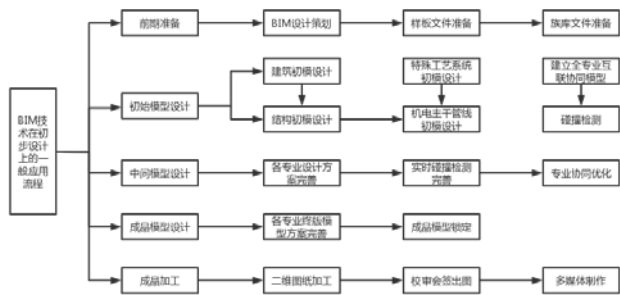 前期准备
BIM设计策划
样板文件准备
族库文件准备
建筑初模设计
特殊工艺系统
初模设计
建立全专业互
联协同模型
BIM技
术在初
步设计
上的一
般应用
流程
初始模型设计
结构初模设计
机电主干管线
初模设计
碰撞检测
中间模型设计
各专业设计方
案完善
实时碰撞检测
完善
专业协同优化
成品模型设计
各专业终版模
型方案完善
成品模型锁定
成品加工
二维图纸加工
校审会签出图
多媒体制作